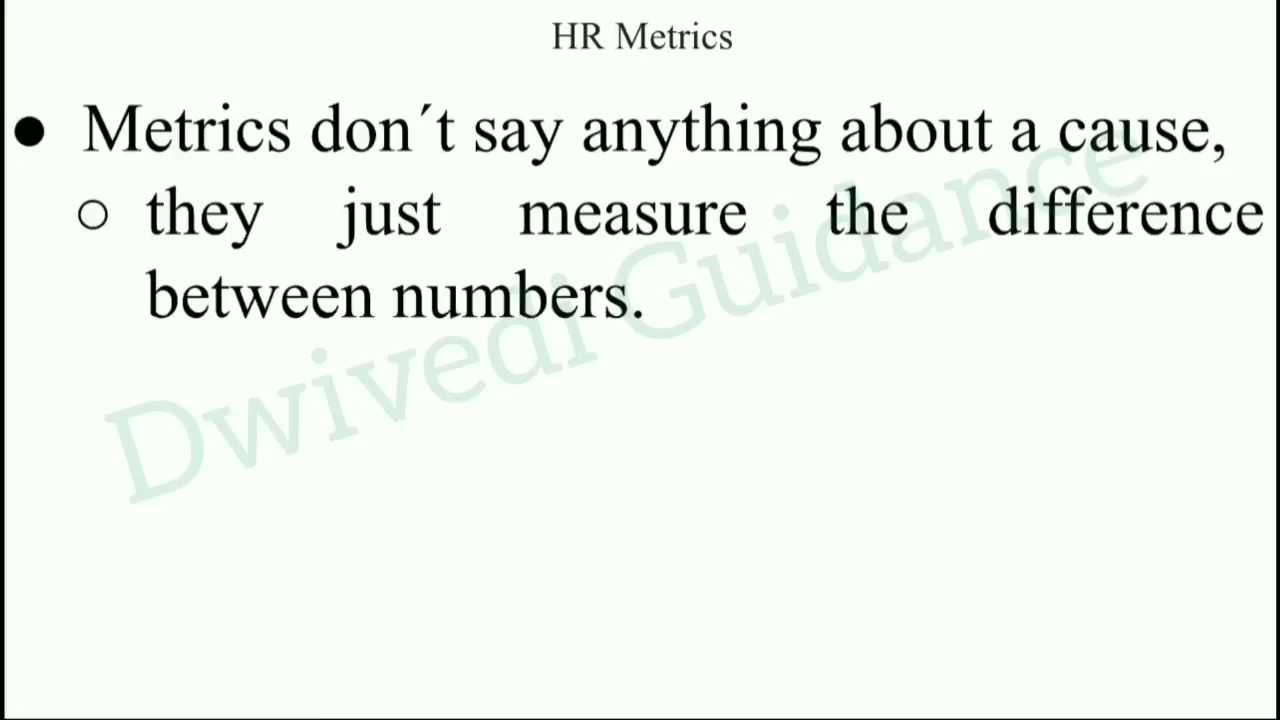 HR Metrics
● Metrics don´t say anything about a cause,
○ they just measure the difference
between numbers.
Dwivedi Guidance